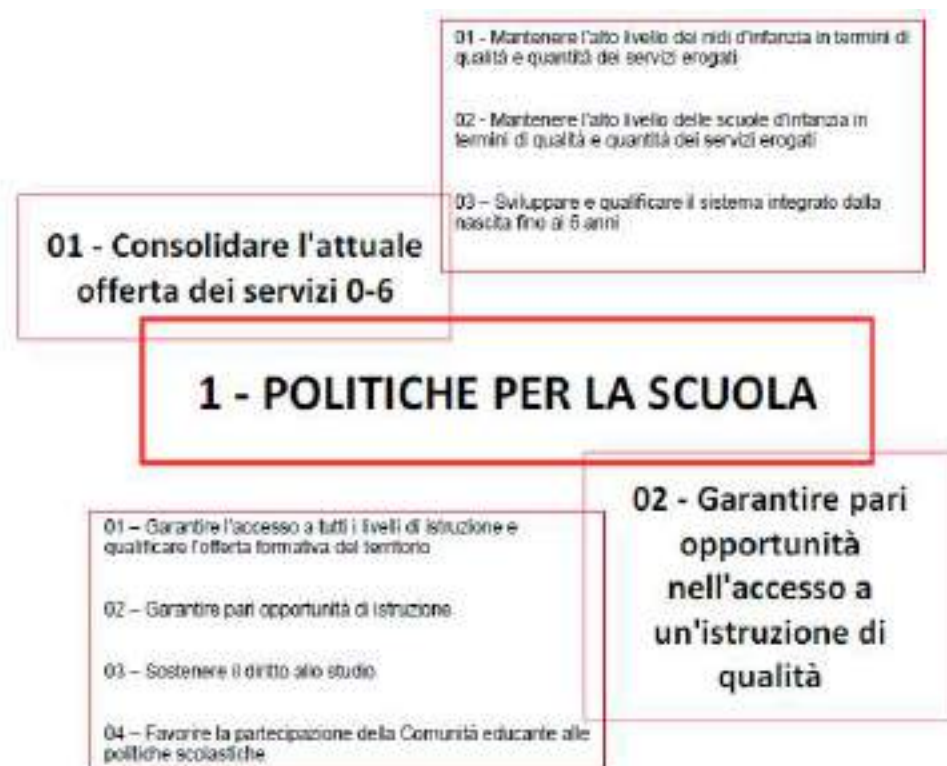 01 - Mantenere l'alto livello dei nidi d'infanzia in termini di
qualità e quantità dei servizi erogati
02 - Mantenere l'alto livello delle scuole d'infanzia in
termini di qualità e quantità dei servizi erogati
03 – Sviluppare e qualificare il sistema integrato dalla
nascita fino ai 6 anni
01 - Consolidare l'attuale
offerta dei servizi 0-6
1 - POLITICHE PER LA SCUOLA
02 - Garantire pari
opportunità
nell'accesso a
un'istruzione di
qualità
01 – Garantire l'accesso a tutti i livelli di istruzione e
qualificare l'offerta formativa del territorio
02 – Garantire pari opportunità di istruzione
03 – Sostenere il diritto allo studio
04 – Favorire la partecipazione della Comunità educante alle
politiche scolastiche